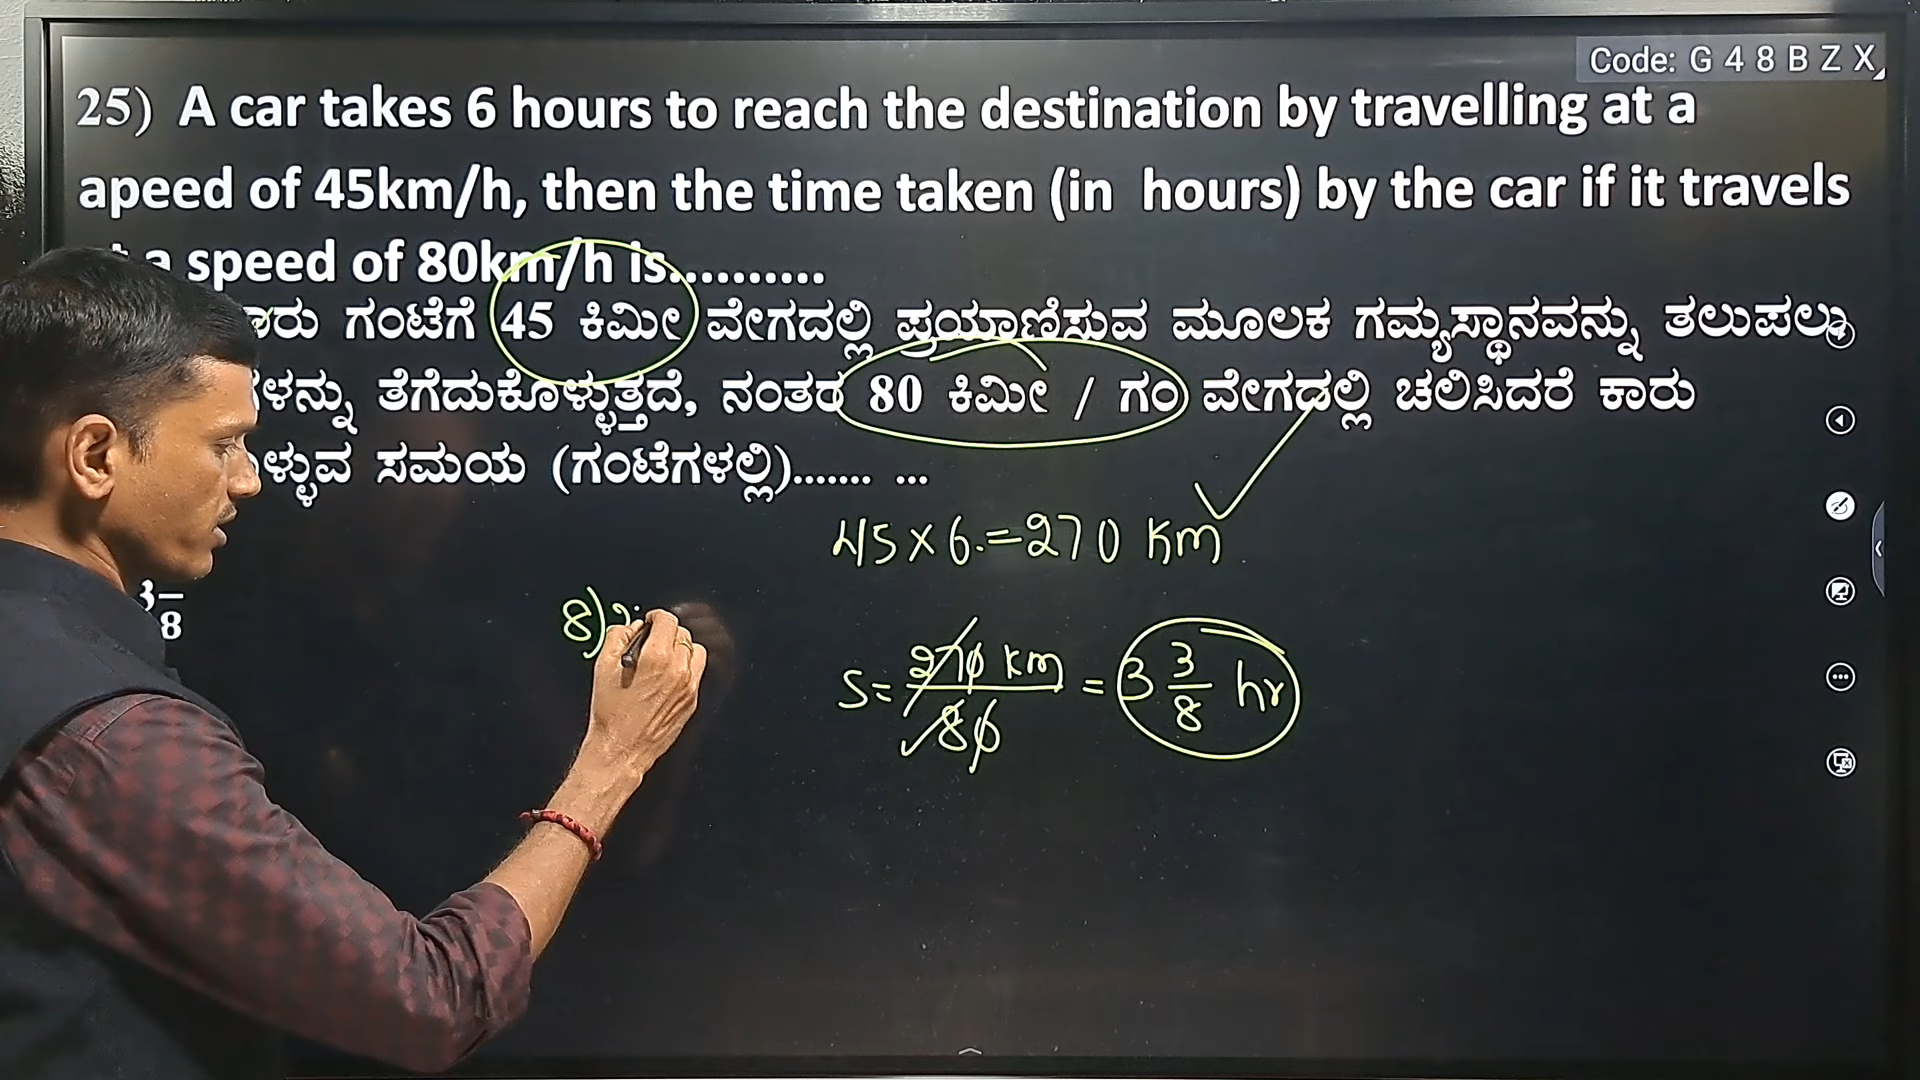 Code: G 4 8 B Z X
25) A car takes 6 hours to reach the destination by travelling at a
apeed of 45km/h, then the time taken (in hours) by the car if it travels
a speed of 80km/h is..........
ಗಂಟೆಗೆ 45 ಕಿಮೀ ವೇಗದಲ್ಲಿ ಪ್ರಯಾಣಿಸುವ ಮೂಲಕ ಗಮ್ಯಸ್ಥಾನವನ್ನು ತಲುಪಲು
ತೆಗೆದುಕೊಳ್ಳುತ್ತದೆ, ನಂತರ 80 ಕಿಮೀ / ಗಂ ವೇಗದಲ್ಲಿ ಚಲಿಸಿದರೆ ಕಾರು
ಸಮಯ (ಗಂಟೆಗಳಲ್ಲಿ)....... ...
45 × 6 = 270 Km
8)2
S = 270 km / 80 = 3 3/8 hr
3 — 8